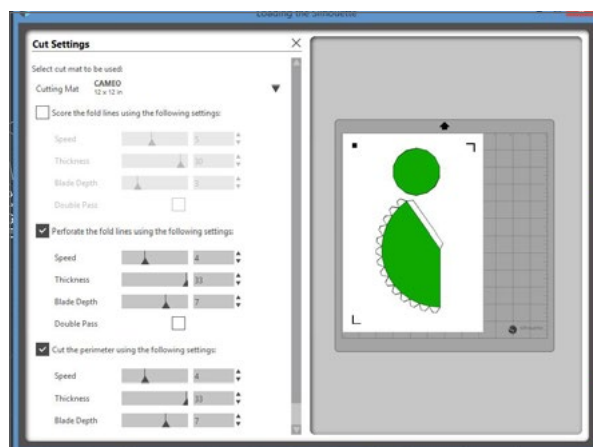 Loading the Silhouette
Cut Settings
Select cut mat to be used:
Cutting Mat
CAMEO
12 x 12 in
Score the fold lines using the following settings:
Speed 5
Thickness 30
Blade Depth 3
Double Pass
Perforate the fold lines using the following settings:
Speed 4
Thickness 33
Blade Depth 7
Double Pass
Cut the perimeter using the following settings:
Speed 4
Thickness 33
Blade Depth 7